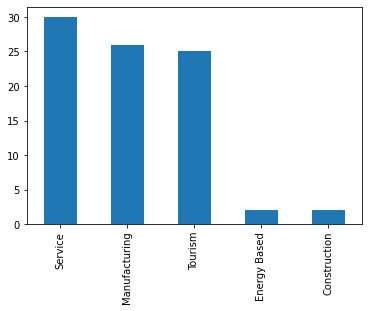 30
25
20
15
10
5
0
Service
Manufacturing
Tourism
Energy Based
Construction